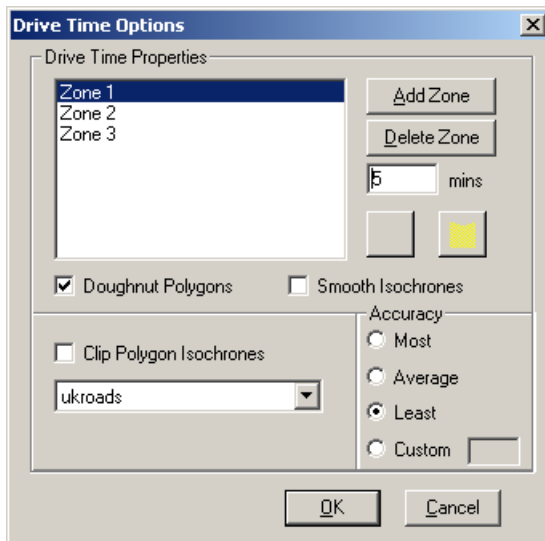 Drive Time Options
Drive Time Properties
Zone 1
Zone 2
Zone 3
Add Zone
Delete Zone
5 mins
Doughnut Polygons
Smooth Isochrones
Clip Polygon Isochrones
ukroads
Accuracy
Most
Average
Least
Custom
OK
Cancel